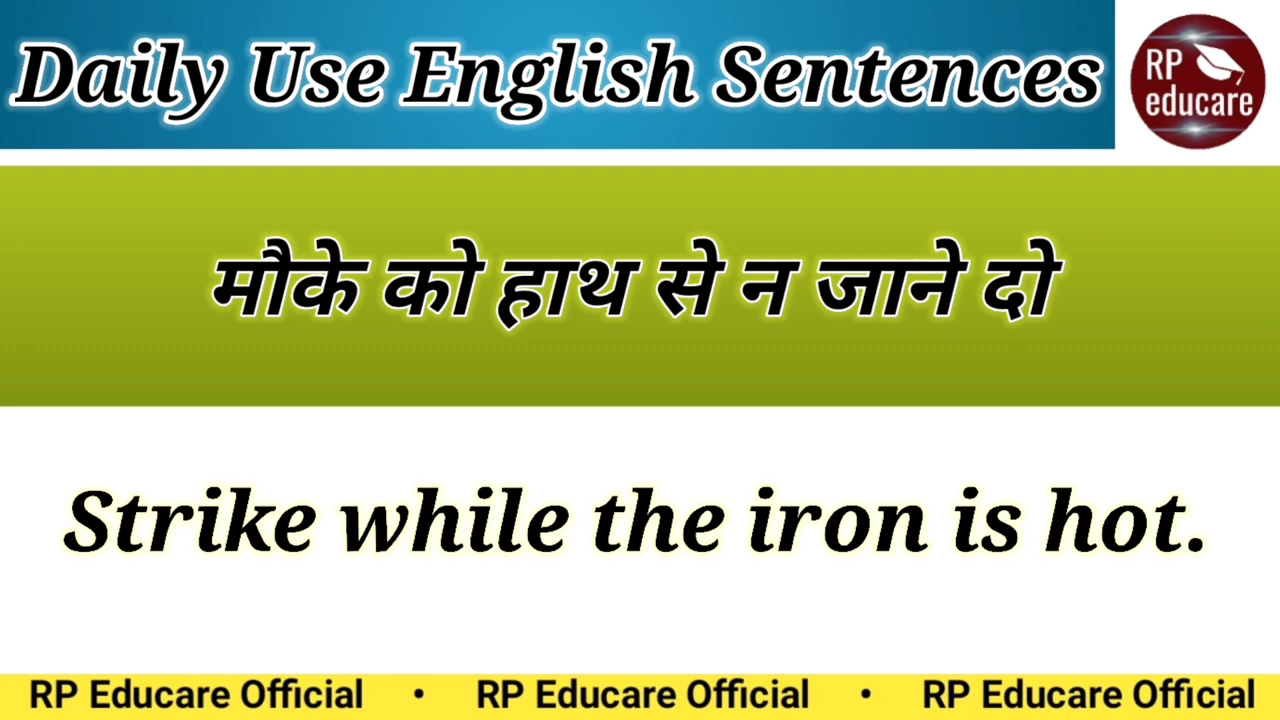 Daily Use English Sentences
RP
educare
मौके को हाथ से न जाने दो
Strike while the iron is hot.
RP Educare Official • RP Educare Official • RP Educare Official